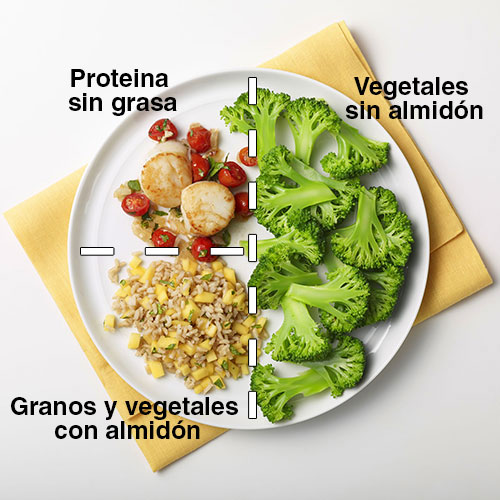 Proteina
sin grasa
Vegetales
sin almidón
Granos y vegetales
con almidón